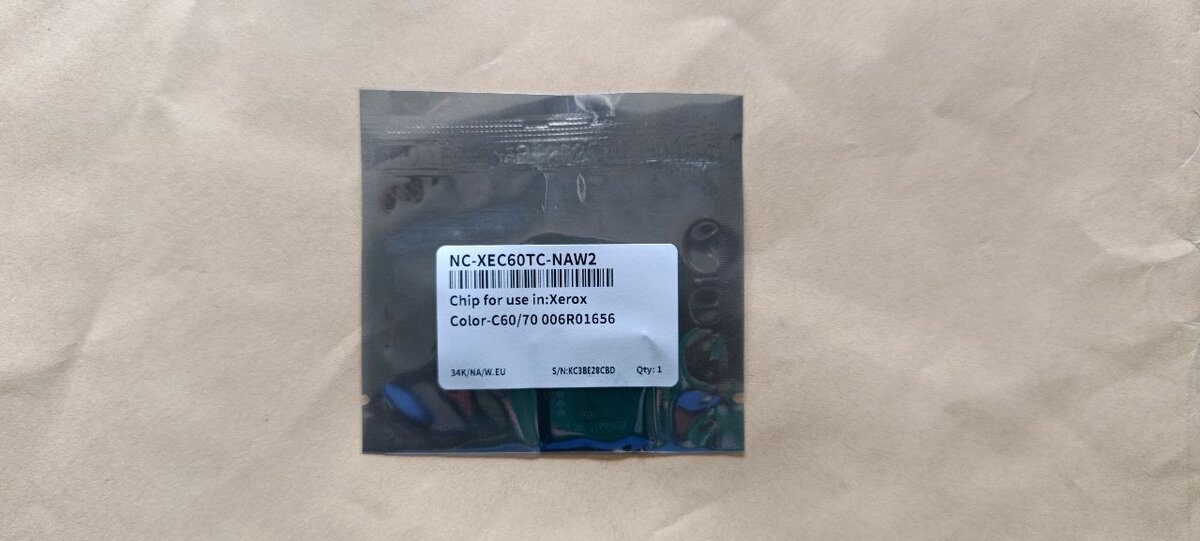 NC-XEC60TC-NAW2
Chip for use in:Xerox
Color-C60/70 006R01656
34K/NA/W.EU S/N:KC3BE28CBD Qty: 1